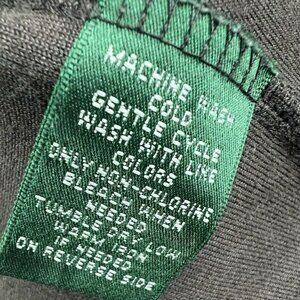 MACHINE WASH
COLD
GENTLE CYCLE
WASH WITH LIKE
COLORS
ONLY NON-CHLORINE
BLEACH WHEN
NEEDED
TUMBLE DRY LOW
WARM IRON
IF NEEDED
OR REVERSE SIDE